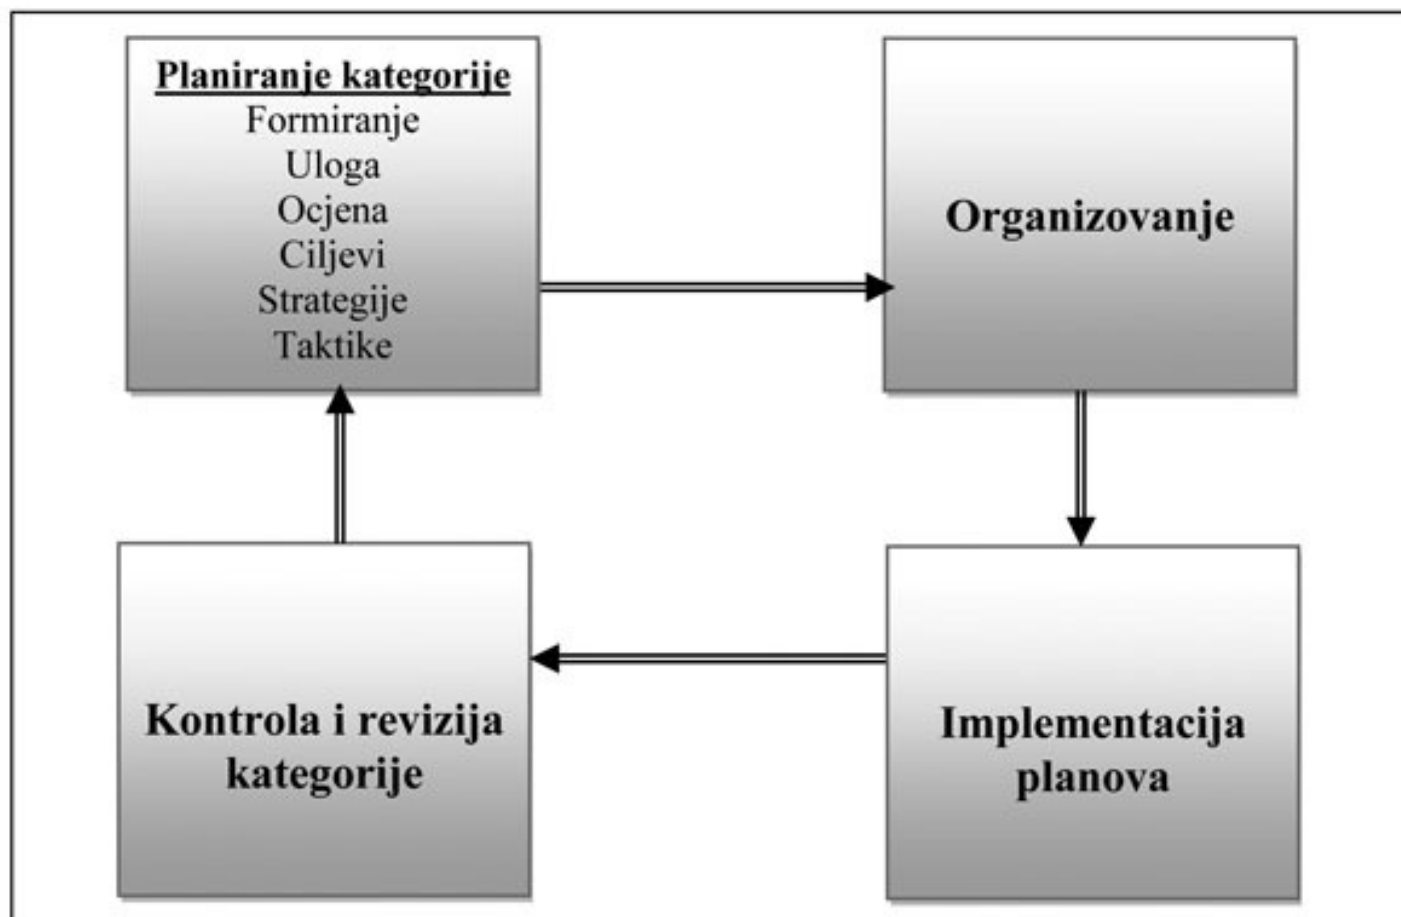 Planiranje kategorije
Formiranje
Uloga
Ocjena
Ciljevi
Strategije
Taktike
Organizovanje
Kontrola i revizija
kategorije
Implementacija
planova